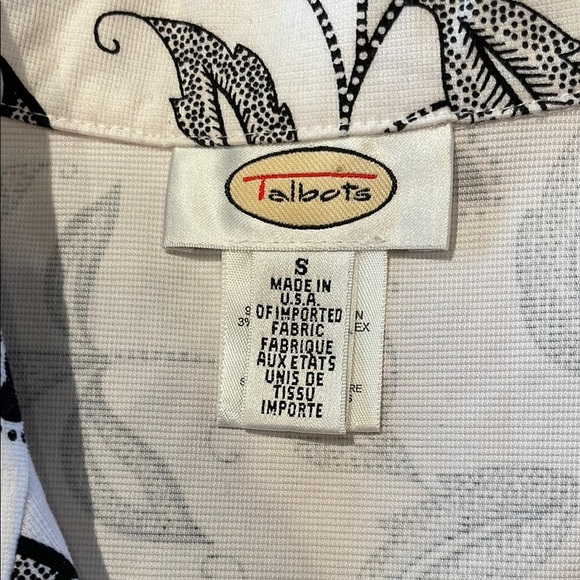 Talbots
S
MADE IN
U.S.A.
OF IMPORTED
FABRIC
FABRIQUE
AUX ETATS
UNIS DE
TISSU
IMPORTE